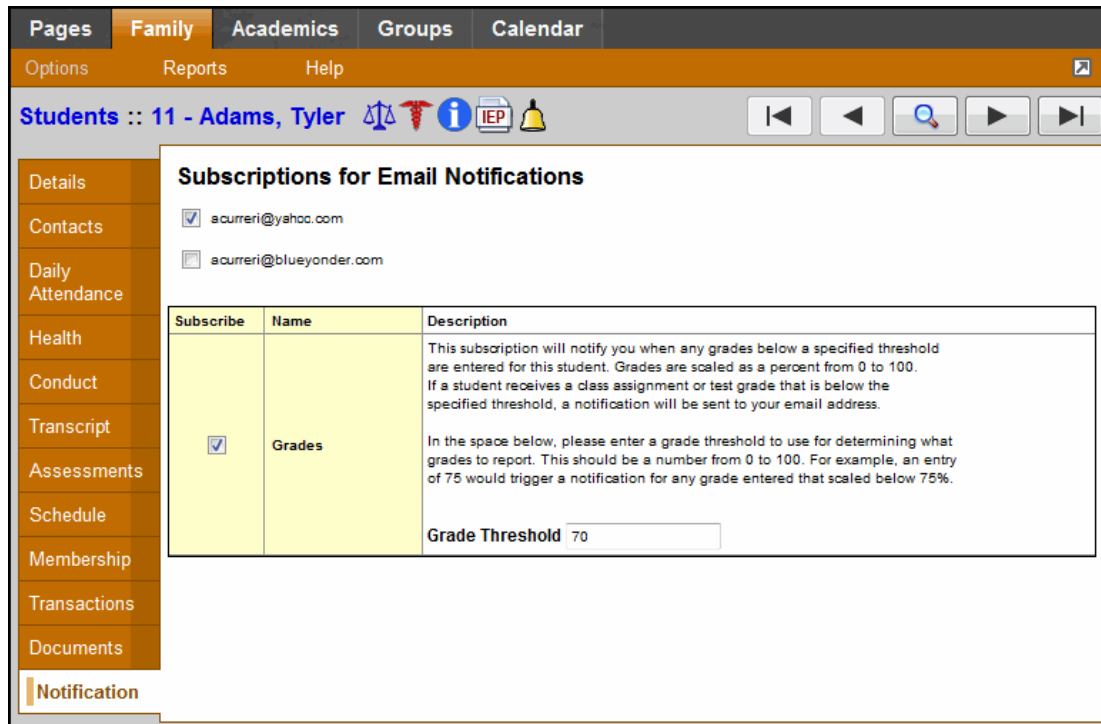 Pages Family Academics Groups Calendar
Options Reports Help
Students :: 11 - Adams, Tyler IEP
Details
Contacts
Daily
Attendance
Health
Conduct
Transcript
Assessments
Schedule
Membership
Transactions
Documents
Notification
Subscriptions for Email Notifications
acurreri@yahoo.com
acurreri@blueyonder.com
Subscribe Name Description
Grades
This subscription will notify you when any grades below a specified threshold
are entered for this student. Grades are scaled as a percent from 0 to 100.
If a student receives a class assignment or test grade that is below the
specified threshold, a notification will be sent to your email address.
In the space below, please enter a grade threshold to use for determining what
grades to report. This should be a number from 0 to 100. For example, an entry
of 75 would trigger a notification for any grade entered that scaled below 75%.
Grade Threshold 70